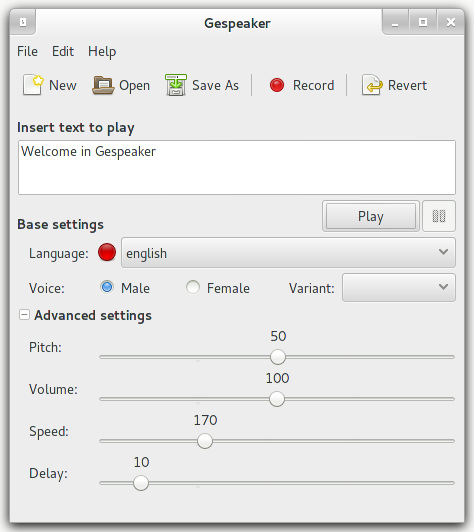 Gespeaker
File Edit Help
New Open Save As Record Revert
Insert text to play
Welcome in Gespeaker
Play
Base settings
Language: english
Voice: Male Female Variant:
Advanced settings
50
Pitch:
100
Volume:
170
Speed:
10
Delay: